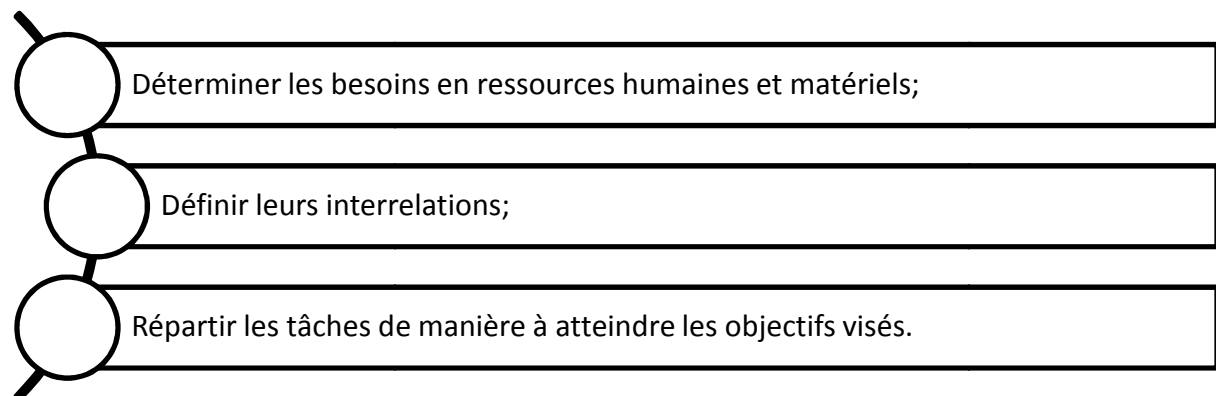 Déterminer les besoins en ressources humaines et matériels;
Définir leurs interrelations;
Répartir les tâches de manière à atteindre les objectifs visés.